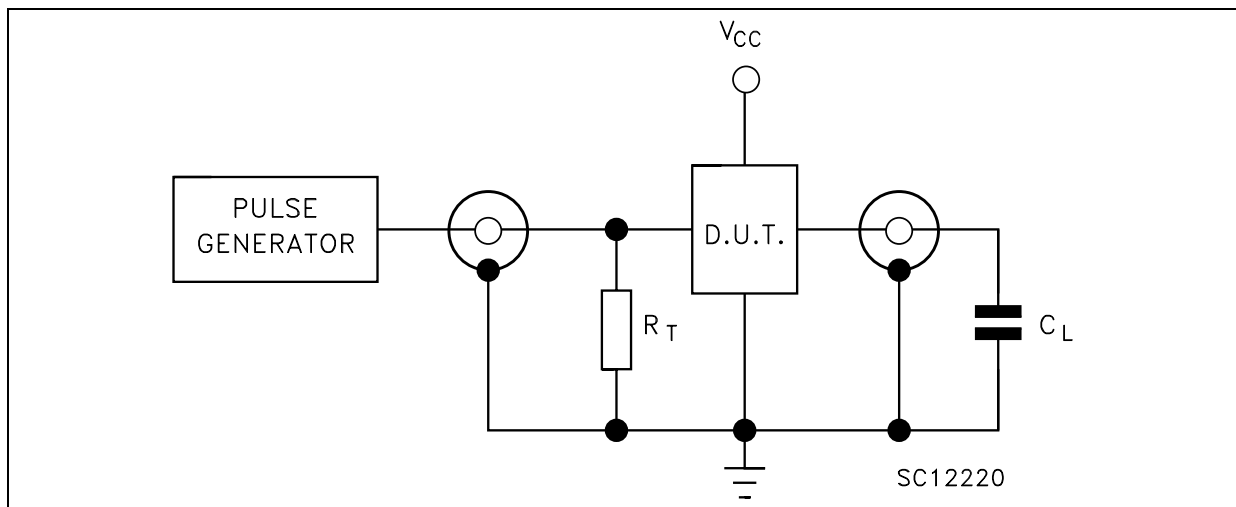 VCC
PULSE
GENERATOR
D.U.T.
RT
CL
SC12220